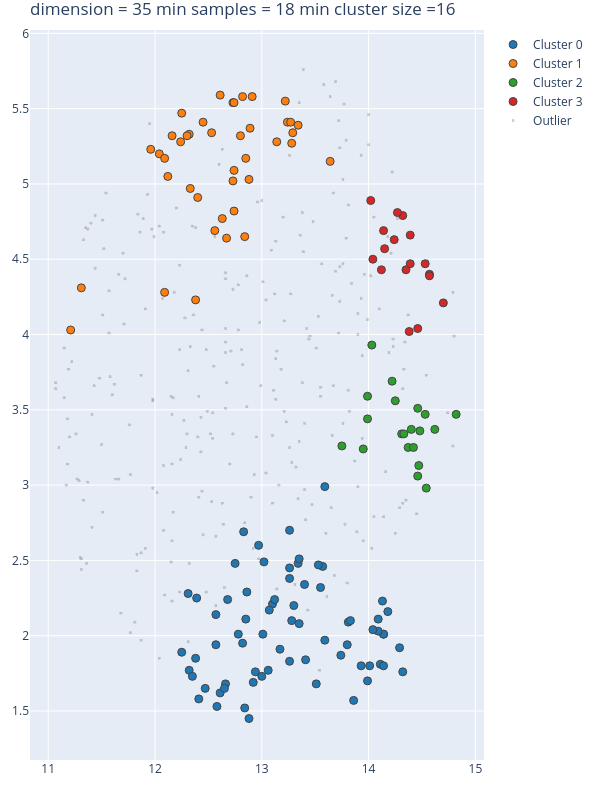 dimension = 35 min samples = 18 min cluster size =16
Cluster 0
Cluster 1
Cluster 2
Cluster 3
Outlier
6
5.5
5
4.5
4
3.5
3
2.5
2
1.5
11 12 13 14 15